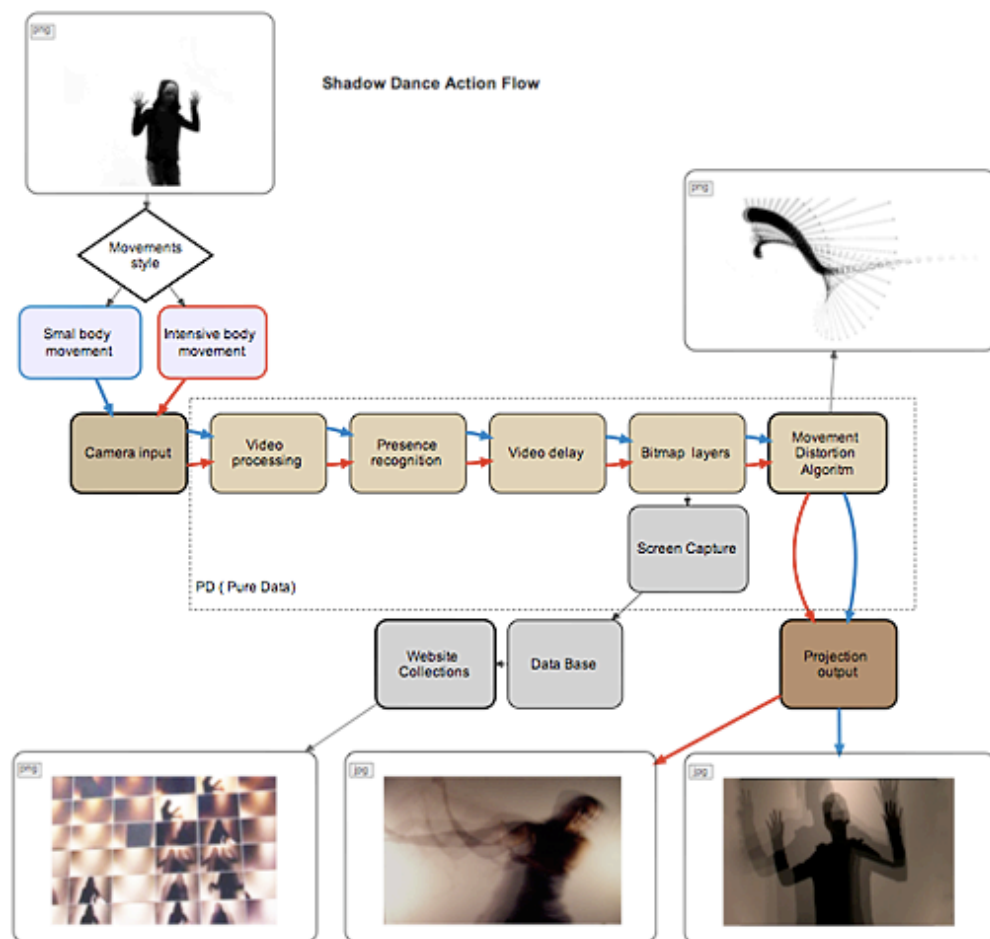 png
Shadow Dance Action Flow
png
Movements
style
Smal body
movement
Intensive body
movement
Camera input
Video
processing
Presence
recognition
Video delay
Bitmap layers
Movement
Distortion
Algoritm
Screen Capture
PD ( Pure Data)
Website
Collections
Data Base
Projection
output
png
jpg
jpg